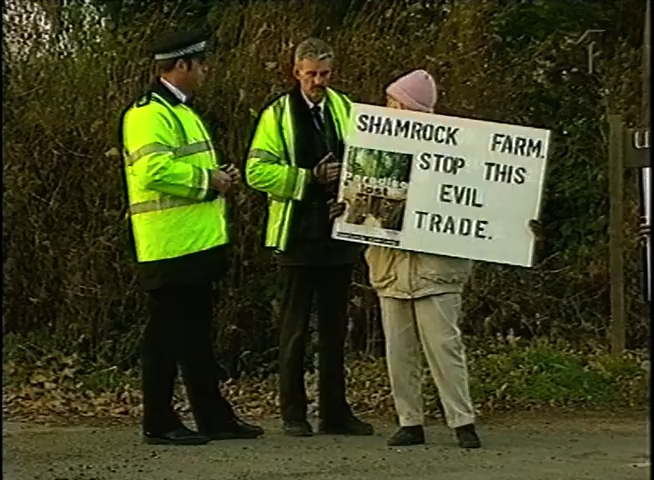 SHAMROCK FARM.
STOP THIS
EVIL
TRADE.
Paradise
lost